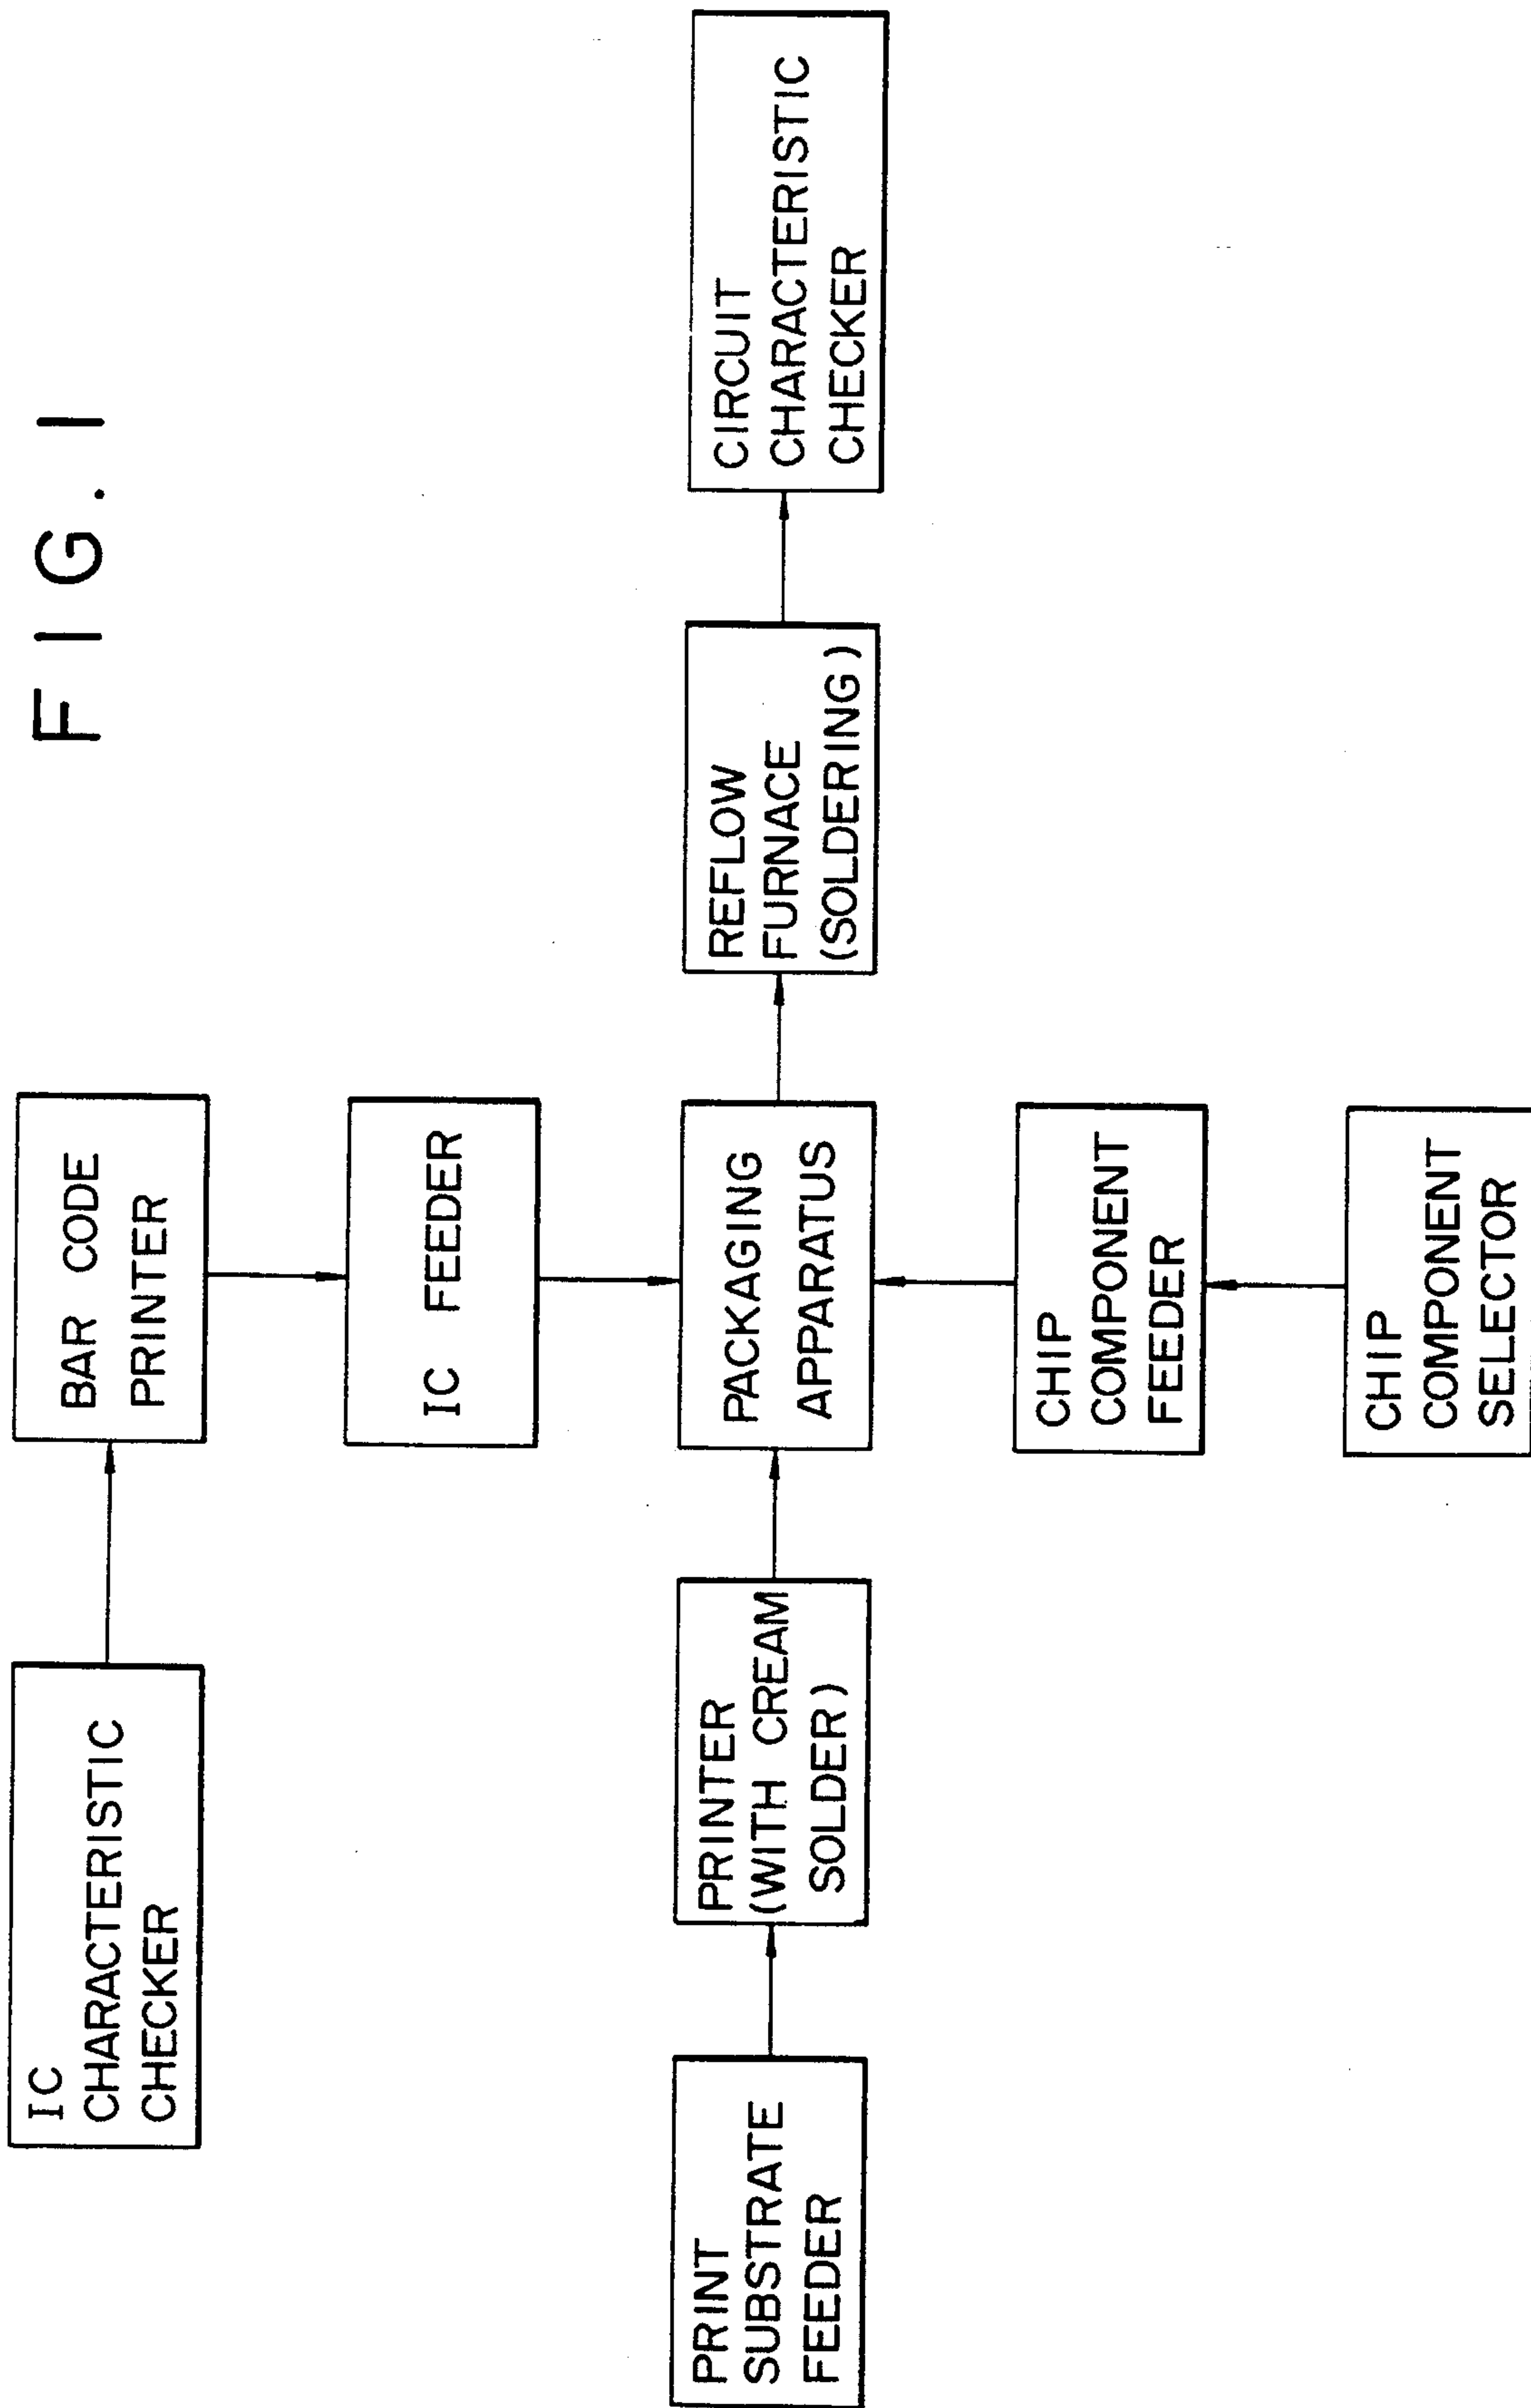 FIG. 1
IC
CHARACTERISTIC
CHECKER
BAR CODE
PRINTER
IC FEEDER
PRINT
SUBSTRATE
FEEDER
PRINTER
(WITH CREAM
SOLDER)
PACKAGING
APPARATUS
REFLOW
FURNACE
(SOLDERING)
CIRCUIT
CHARACTERISTIC
CHECKER
CHIP
COMPONENT
FEEDER
CHIP
COMPONENT
SELECTOR